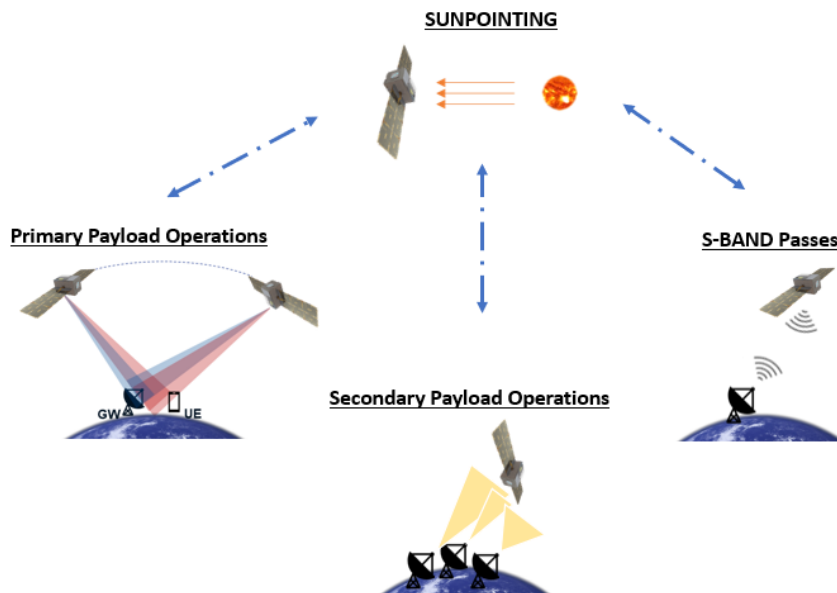 SUNPOINTING
Primary Payload Operations
S-BAND Passes
GW
UE
Secondary Payload Operations